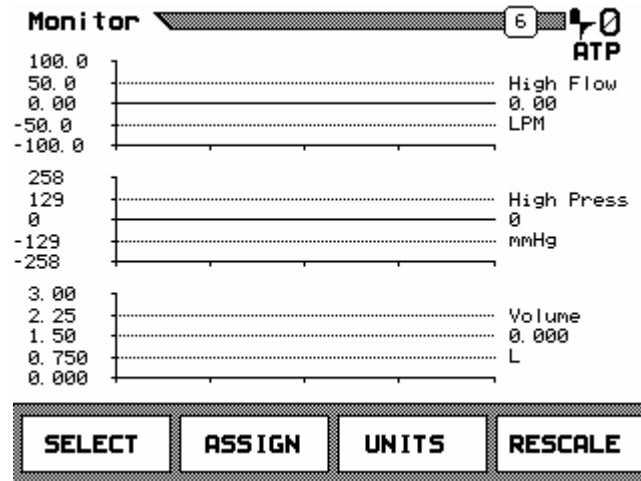 Monitor 6 0
ATP
100.0
50.0 High Flow
0.00 0.00
-50.0 LPM
-100.0
258
129 High Press
0 0
-129 mmHg
-258
3.00
2.25 Volume
1.50 0.000
0.750 L
0.000
SELECT ASSIGN UNITS RESCALE